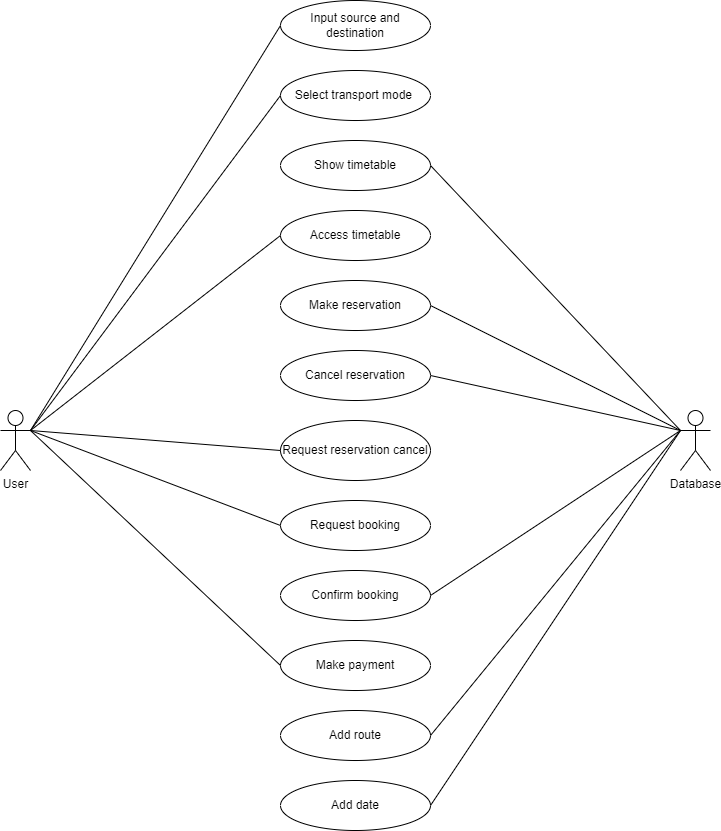 Input source and
destination
Select transport mode
Show timetable
Access timetable
Make reservation
Cancel reservation
Request reservation cancel
User
Database
Request booking
Confirm booking
Make payment
Add route
Add date